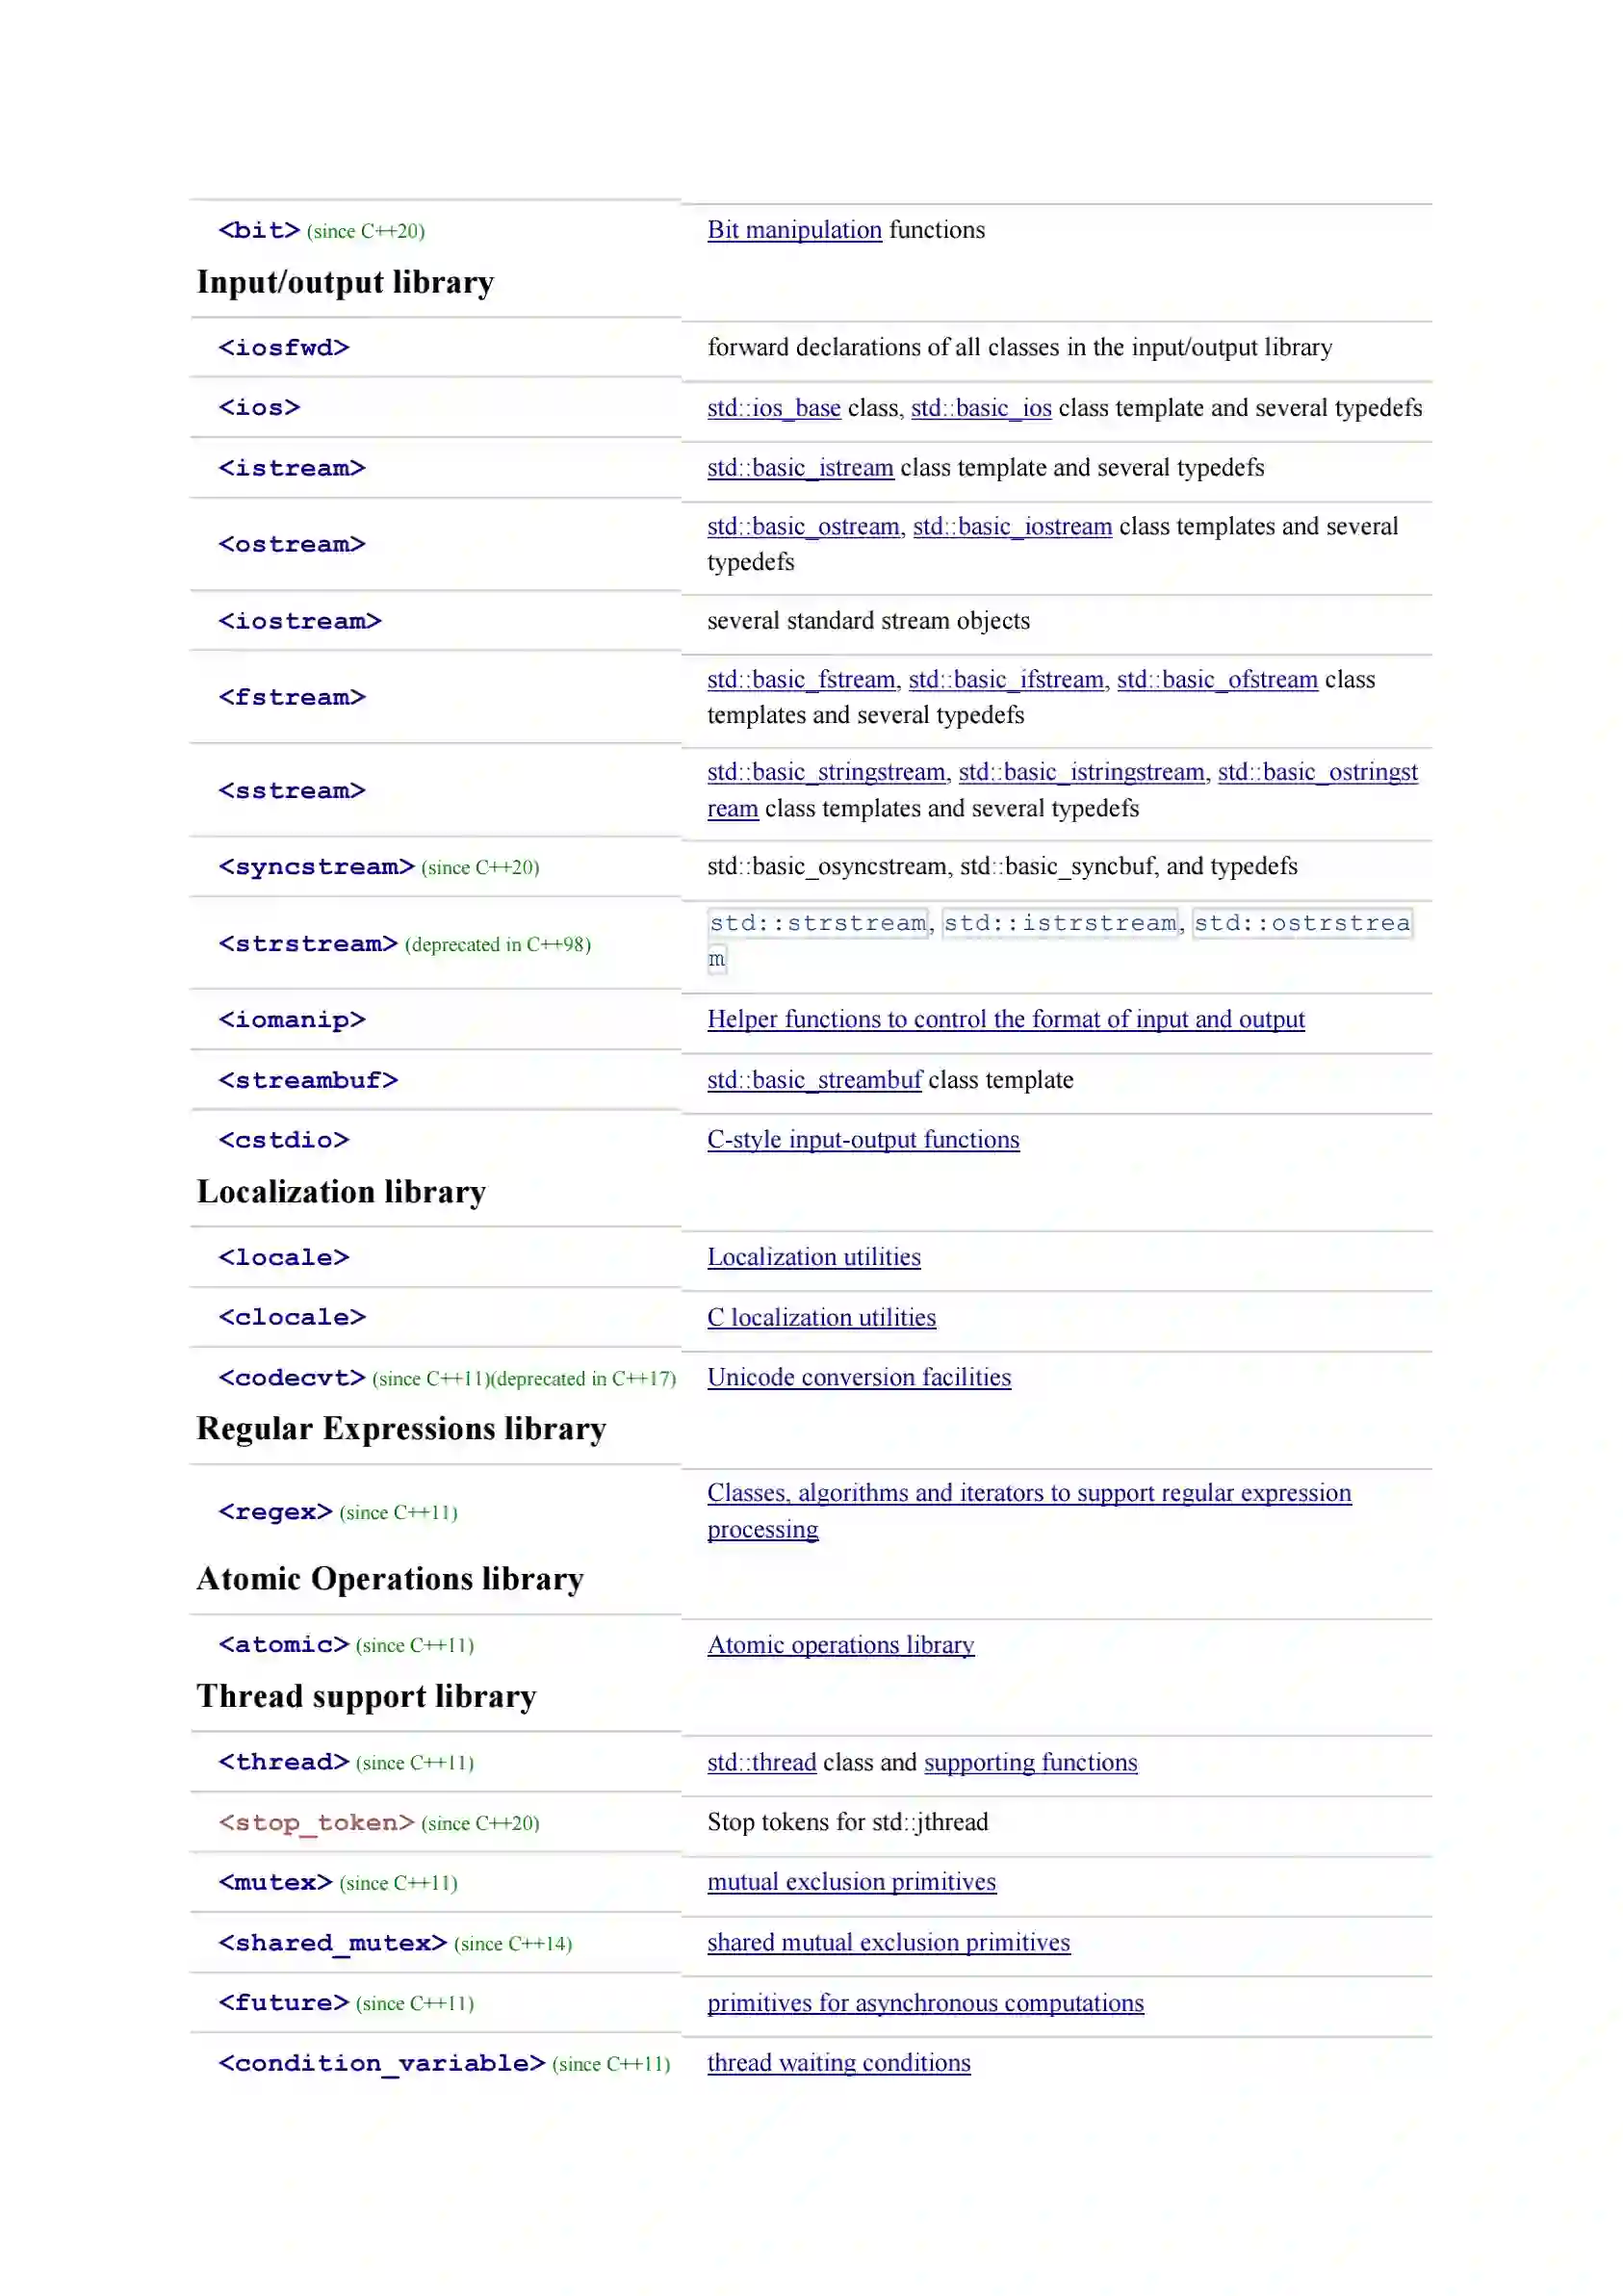 <bit> (since C++20) Bit manipulation functions
Input/output library
<iosfwd> forward declarations of all classes in the input/output library
<ios> std::ios_base class, std::basic_ios class template and several typedefs
<istream> std::basic_istream class template and several typedefs
<ostream> std::basic_ostream, std::basic_iostream class templates and several
typedefs
<iostream> several standard stream objects
<fstream> std::basic_fstream, std::basic_ifstream, std::basic_ofstream class
templates and several typedefs
<sstream> std::basic_stringstream, std::basic_istringstream, std::basic_ostringst
ream class templates and several typedefs
<syncstream> (since C++20) std::basic_osyncstream, std::basic_syncbuf, and typedefs
<strstream> (deprecated in C++98) std::strstream, std::istrstream, std::ostrstrea
m
<iomanip> Helper functions to control the format of input and output
<streambuf> std::basic_streambuf class template
<cstdio> C-style input-output functions
Localization library
<locale> Localization utilities
<clocale> C localization utilities
<codecvt> (since C++11)(deprecated in C++17) Unicode conversion facilities
Regular Expressions library
<regex> (since C++11) Classes, algorithms and iterators to support regular expression
processing
Atomic Operations library
<atomic> (since C++11) Atomic operations library
Thread support library
<thread> (since C++11) std::thread class and supporting functions
<stop_token> (since C++20) Stop tokens for std::jthread
<mutex> (since C++11) mutual exclusion primitives
<shared_mutex> (since C++14) shared mutual exclusion primitives
<future> (since C++11) primitives for asynchronous computations
<condition_variable> (since C++11) thread waiting conditions